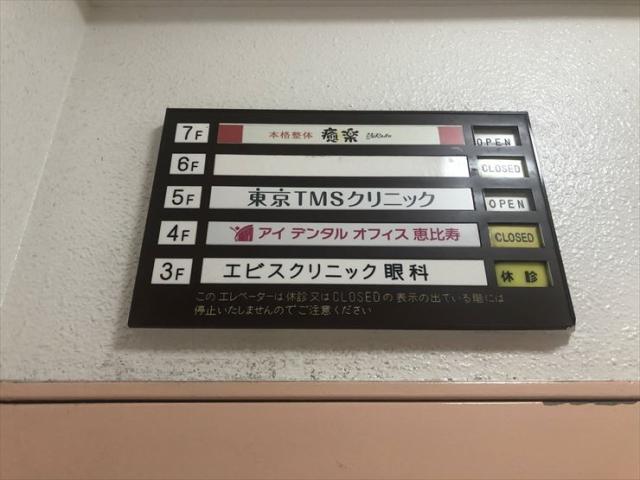 7F 本格整体 癒楽 YuRaku OPEN
6F CLOSED
5F 東京TMSクリニック OPEN
4F アイ デンタル オフィス 恵比寿 CLOSED
3F エビスクリニック 眼科 休診
このエレベーターは休診又はCLOSEDの表示の出ている階には
停止いたしませんのでご注意ください